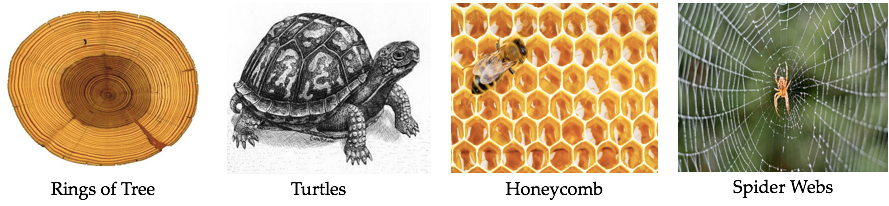 Rings of Tree
Turtles
Honeycomb
Spider Webs